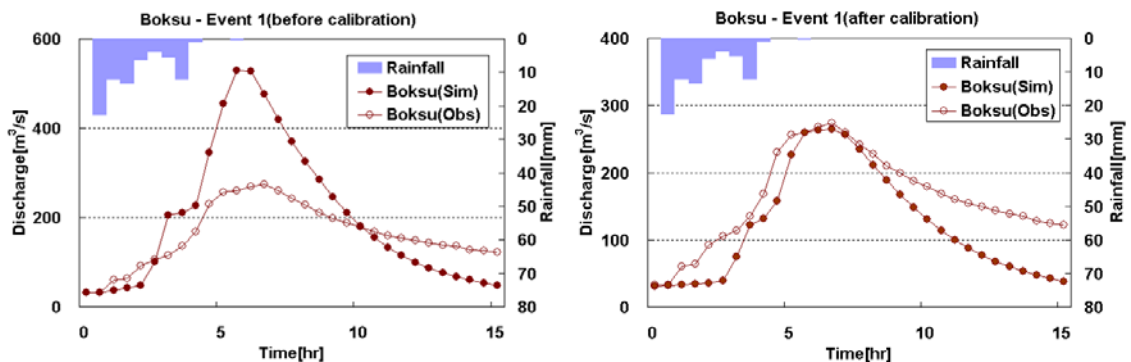 Boksu - Event 1(before calibration)
600
400
200
0
Discharge[m³/s]
0
10
20
30
40
50
60
70
80
Rainfall[mm]
Rainfall
Boksu(Sim)
Boksu(Obs)
0
5
10
15
Time[hr]
Boksu - Event 1(after calibration)
400
300
200
100
0
Discharge[m³/s]
0
10
20
30
40
50
60
70
80
Rainfall[mm]
Rainfall
Boksu(Sim)
Boksu(Obs)
0
5
10
15
Time[hr]